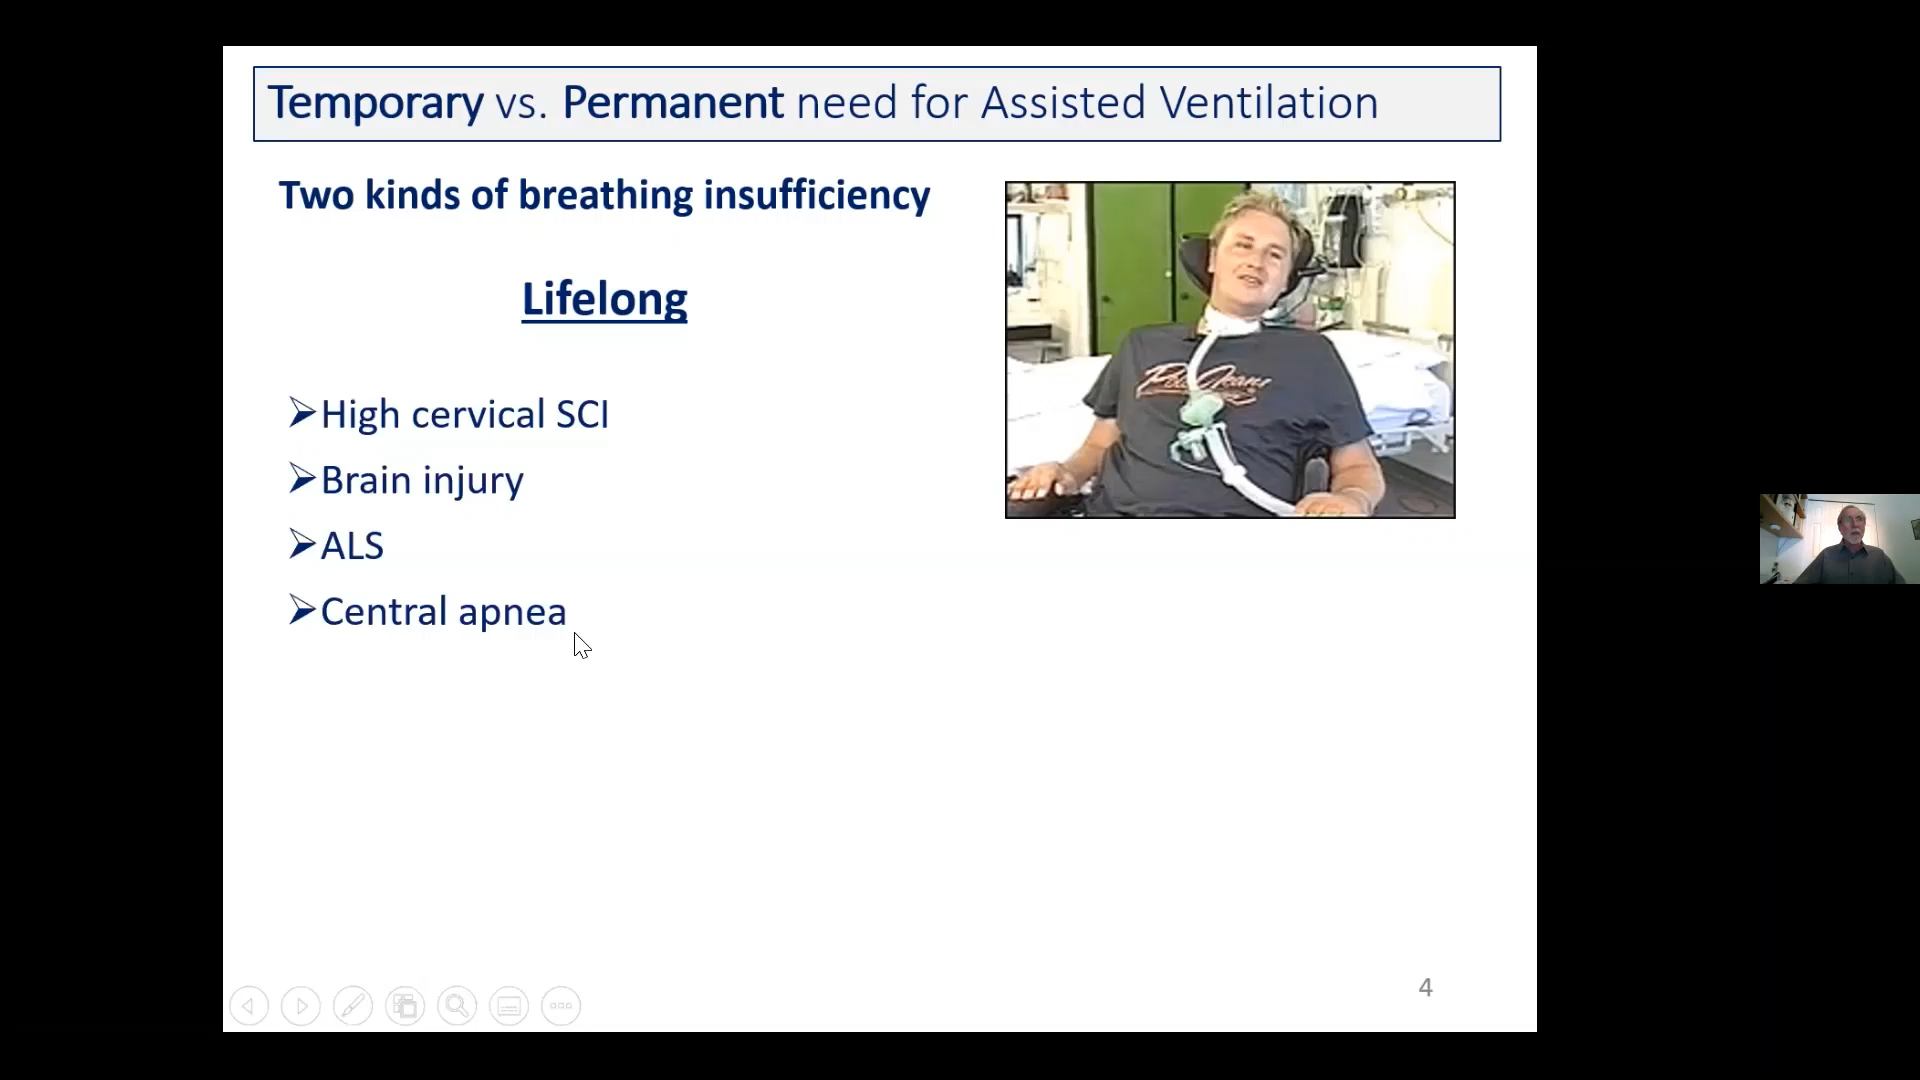 Temporary vs. Permanent need for Assisted Ventilation
Two kinds of breathing insufficiency
Lifelong
➢High cervical SCI
➢Brain injury
➢ALS
➢Central apnea
4